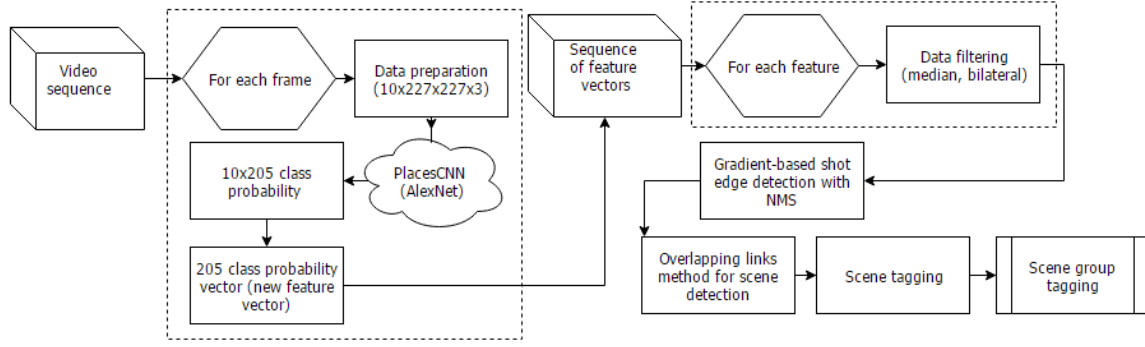 Video
sequence
For each frame
Data preparation
(10x227x227x3)
PlacesCNN
(AlexNet)
10x205 class
probability
205 class probability
vector (new feature
vector)
Sequence
of feature
vectors
For each feature
Data filtering
(median, bilateral)
Gradient-based shot
edge detection with
NMS
Overlapping links
method for scene
detection
Scene tagging
Scene group
tagging